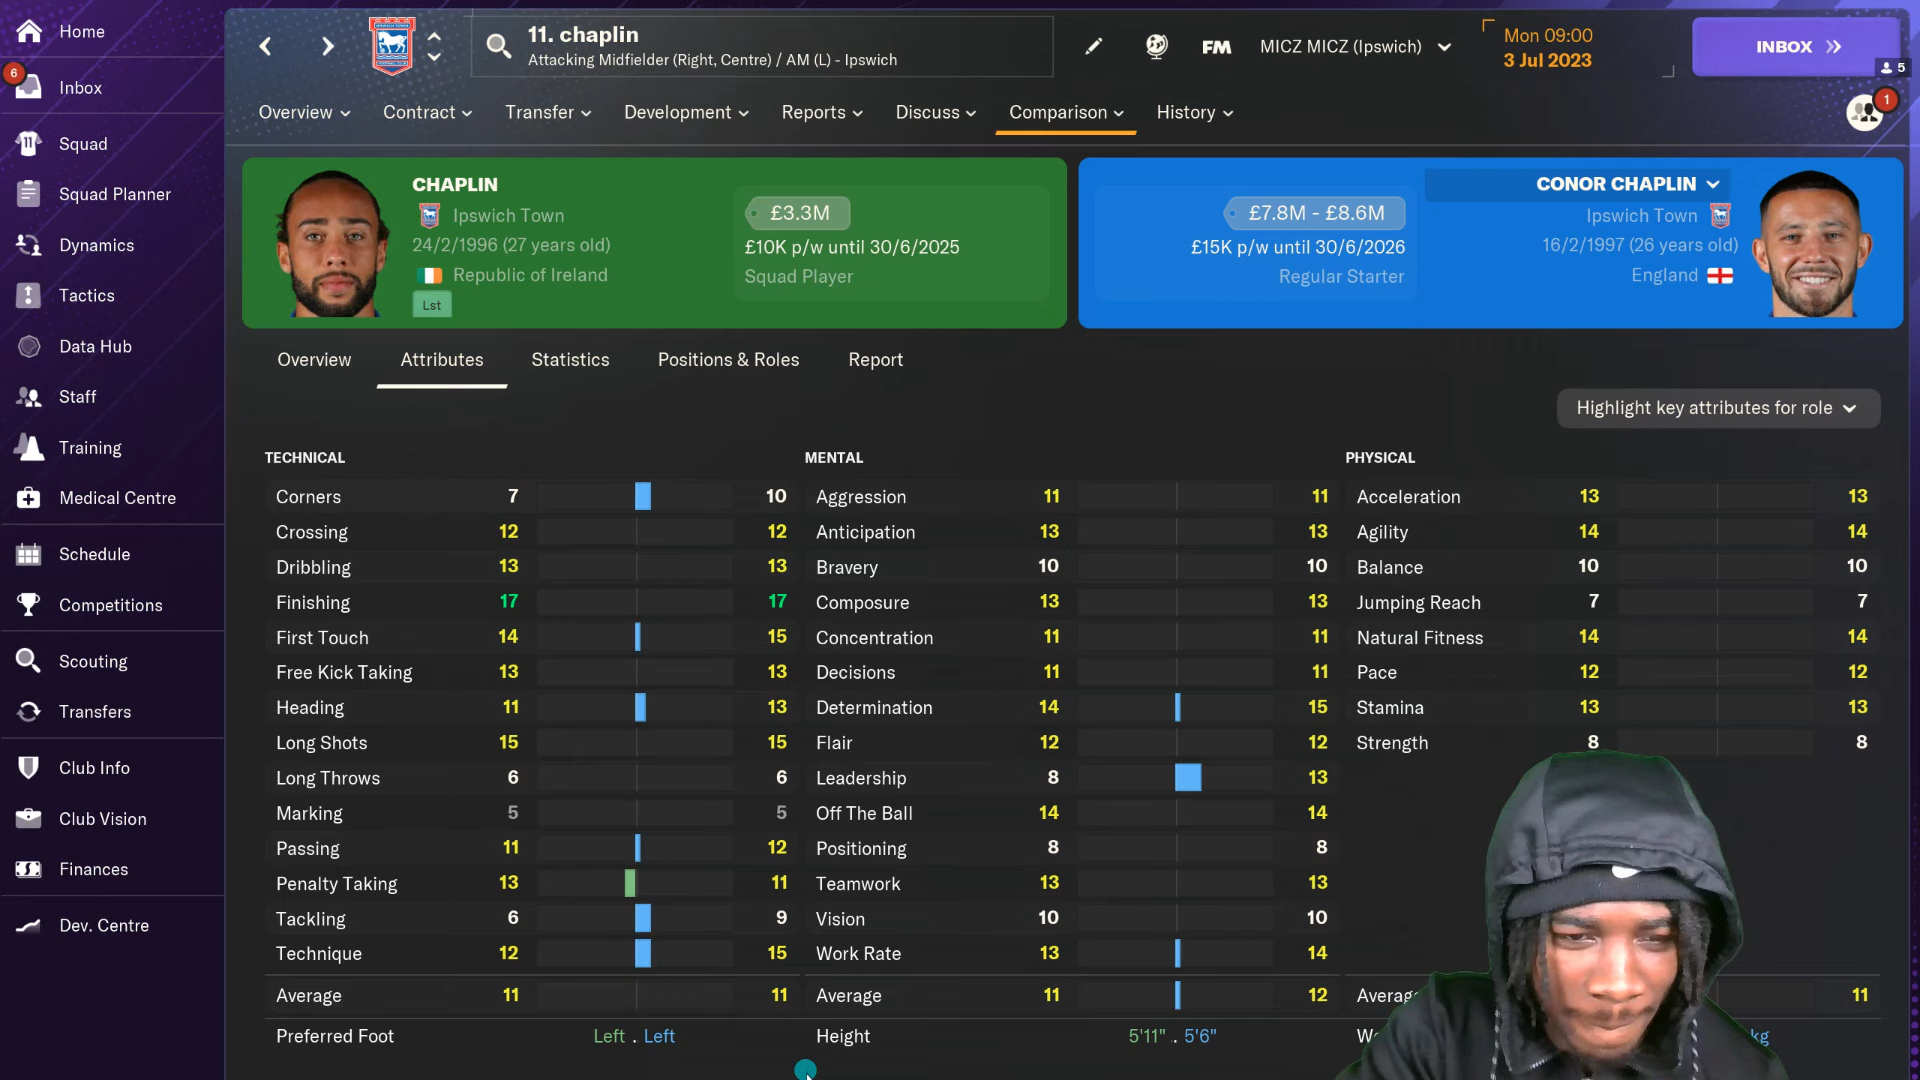 Home
6
Inbox
Squad
Squad Planner
Dynamics
Tactics
Data Hub
Staff
Training
Medical Centre
Schedule
Competitions
Scouting
Transfers
Club Info
Club Vision
Finances
Dev. Centre
11. chaplin
Attacking Midfielder (Right, Centre) / AM (L) - Ipswich
FM
MICZ MICZ (Ipswich)
Mon 09:00
3 Jul 2023
INBOX
5
1
Overview Contract Transfer Development Reports Discuss Comparison History
CHAPLIN
Ipswich Town
24/2/1996 (27 years old)
Republic of Ireland
Lst
£3.3M
£10K p/w until 30/6/2025
Squad Player
£7.8M - £8.6M
£15K p/w until 30/6/2026
Regular Starter
CONOR CHAPLIN
Ipswich Town
16/2/1997 (26 years old)
England
Overview Attributes Statistics Positions & Roles Report
Highlight key attributes for role
TECHNICAL
Corners 7 10
Crossing 12 12
Dribbling 13 13
Finishing 17 17
First Touch 14 15
Free Kick Taking 13 13
Heading 11 13
Long Shots 15 15
Long Throws 6 6
Marking 5 5
Passing 11 12
Penalty Taking 13 11
Tackling 6 9
Technique 12 15
Average 11 11
Preferred Foot Left . Left
MENTAL
Aggression 11 11
Anticipation 13 13
Bravery 10 10
Composure 13 13
Concentration 11 11
Decisions 11 11
Determination 14 15
Flair 12 12
Leadership 8 13
Off The Ball 14 14
Positioning 8 8
Teamwork 13 13
Vision 10 10
Work Rate 13 14
Average 11 12
Height 5'11" . 5'6"
PHYSICAL
Acceleration 13 13
Agility 14 14
Balance 10 10
Jumping Reach 7 7
Natural Fitness 14 14
Pace 12 12
Stamina 13 13
Strength 8 8
11
kg